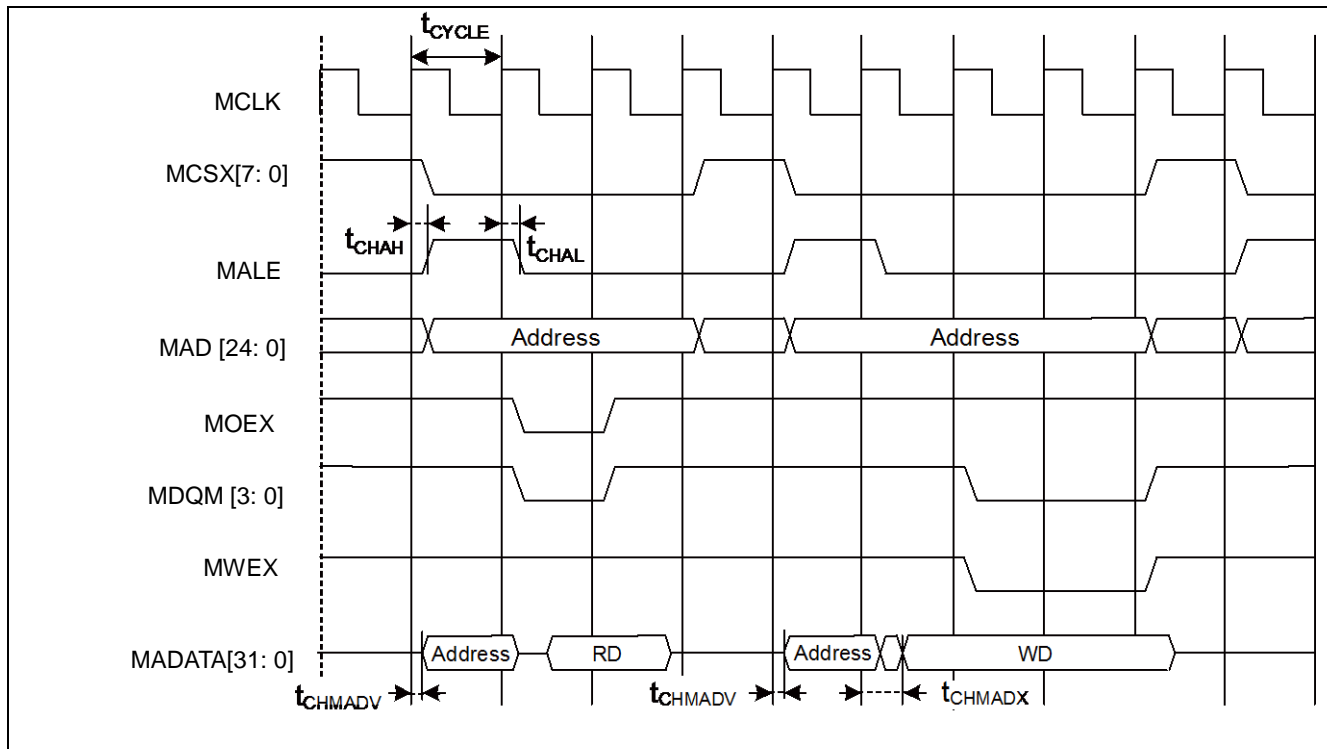 tCYCLE
MCLK
MCSX[7: 0]
tCHAH
tCHAL
MALE
MAD [24: 0]
Address
Address
MOEX
MDQM [3: 0]
MWEX
MADATA[31: 0]
Address
RD
Address
WD
tCHMADV
tCHMADV
tCHMADX